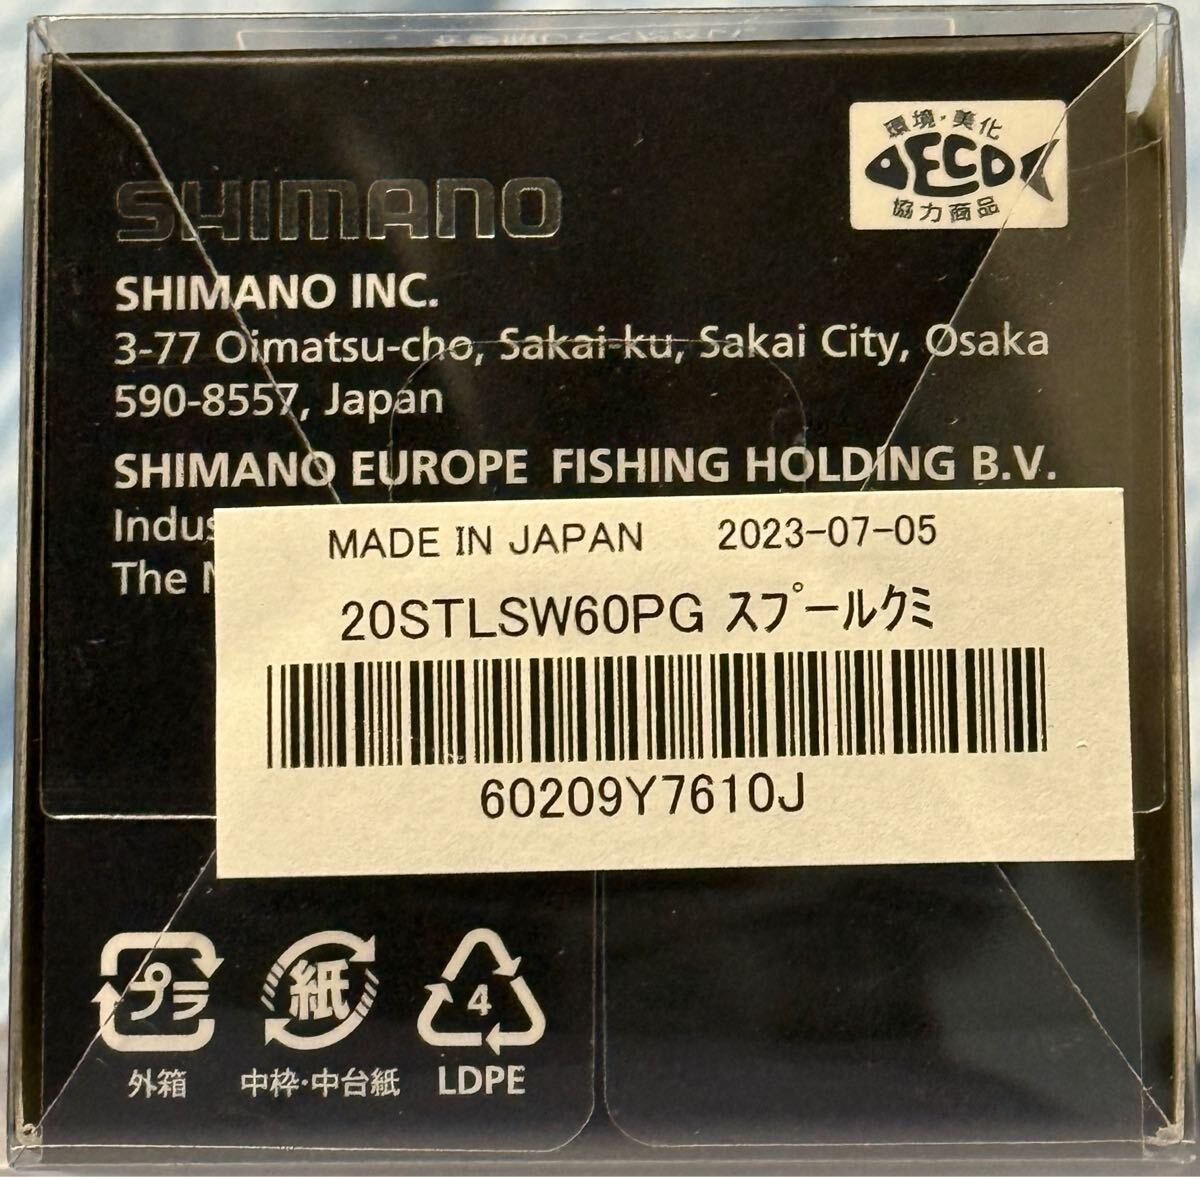 環境・美化
DECO
協力商品
SHIMANO
SHIMANO INC.
3-77 Oimatsu-cho, Sakai-ku, Sakai City, Osaka
590-8557, Japan
SHIMANO EUROPE FISHING HOLDING B.V.
The
MADE IN JAPAN 2023-07-05
20STLSW60PG ｽﾌﾟｰﾙｸﾐ
60209Y7610J
プラ
外箱
紙
中枠・中台紙
4
LDPE